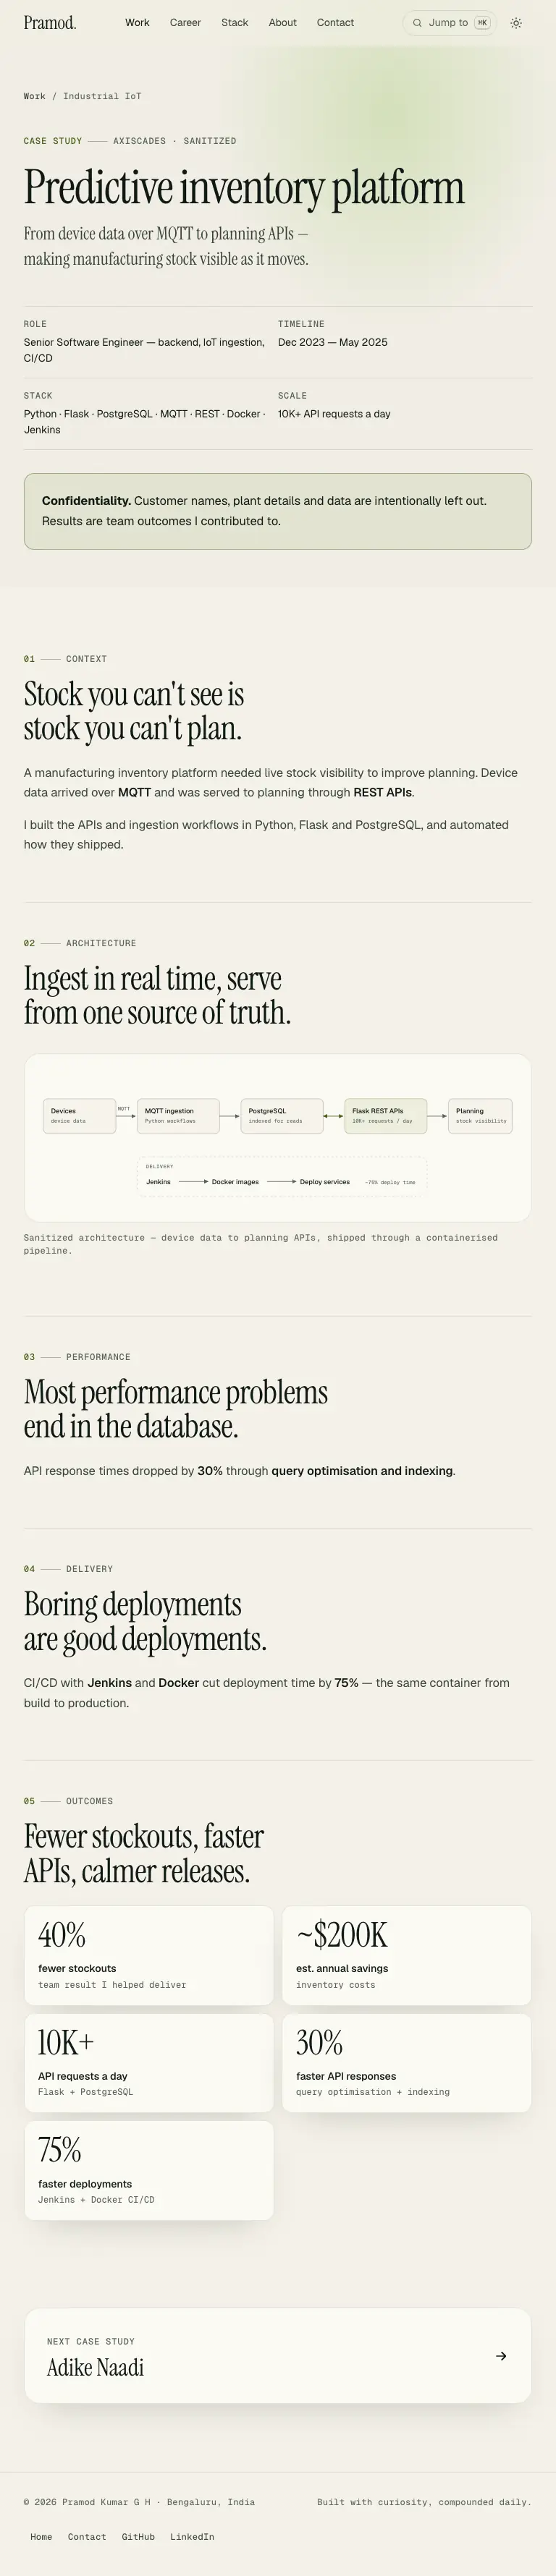 Pramod.
Work
Career
Stack
About
Contact
Jump to
⌘K
Work / Industrial IoT
CASE STUDY —— AXISCADES · SANITIZED
Predictive inventory platform
From device data over MQTT to planning APIs —
making manufacturing stock visible as it moves.
ROLE
Senior Software Engineer — backend, IoT ingestion,
CI/CD
TIMELINE
Dec 2023 — May 2025
STACK
Python · Flask · PostgreSQL · MQTT · REST · Docker ·
Jenkins
SCALE
10K+ API requests a day
Confidentiality. Customer names, plant details and data are intentionally left out.
Results are team outcomes I contributed to.
01 —— CONTEXT
Stock you can't see is
stock you can't plan.
A manufacturing inventory platform needed live stock visibility to improve planning. Device
data arrived over MQTT and was served to planning through REST APIs.
I built the APIs and ingestion workflows in Python, Flask and PostgreSQL, and automated
how they shipped.
02 —— ARCHITECTURE
Ingest in real time, serve
from one source of truth.
Devices
device data
MQTT
MQTT ingestion
Python workflows
PostgreSQL
indexed for reads
Flask REST APIs
10K+ requests / day
Planning
stock visibility
DELIVERY
Jenkins
Docker images
Deploy services
−75% deploy time
Sanitized architecture — device data to planning APIs, shipped through a containerised
pipeline.
03 —— PERFORMANCE
Most performance problems
end in the database.
API response times dropped by 30% through query optimisation and indexing.
04 —— DELIVERY
Boring deployments
are good deployments.
CI/CD with Jenkins and Docker cut deployment time by 75% — the same container from
build to production.
05 —— OUTCOMES
Fewer stockouts, faster
APIs, calmer releases.
40%
fewer stockouts
team result I helped deliver
~$200K
est. annual savings
inventory costs
10K+
API requests a day
Flask + PostgreSQL
30%
faster API responses
query optimisation + indexing
75%
faster deployments
Jenkins + Docker CI/CD
NEXT CASE STUDY
Adike Naadi
© 2026 Pramod Kumar G H · Bengaluru, India
Built with curiosity, compounded daily.
Home
Contact
GitHub
LinkedIn